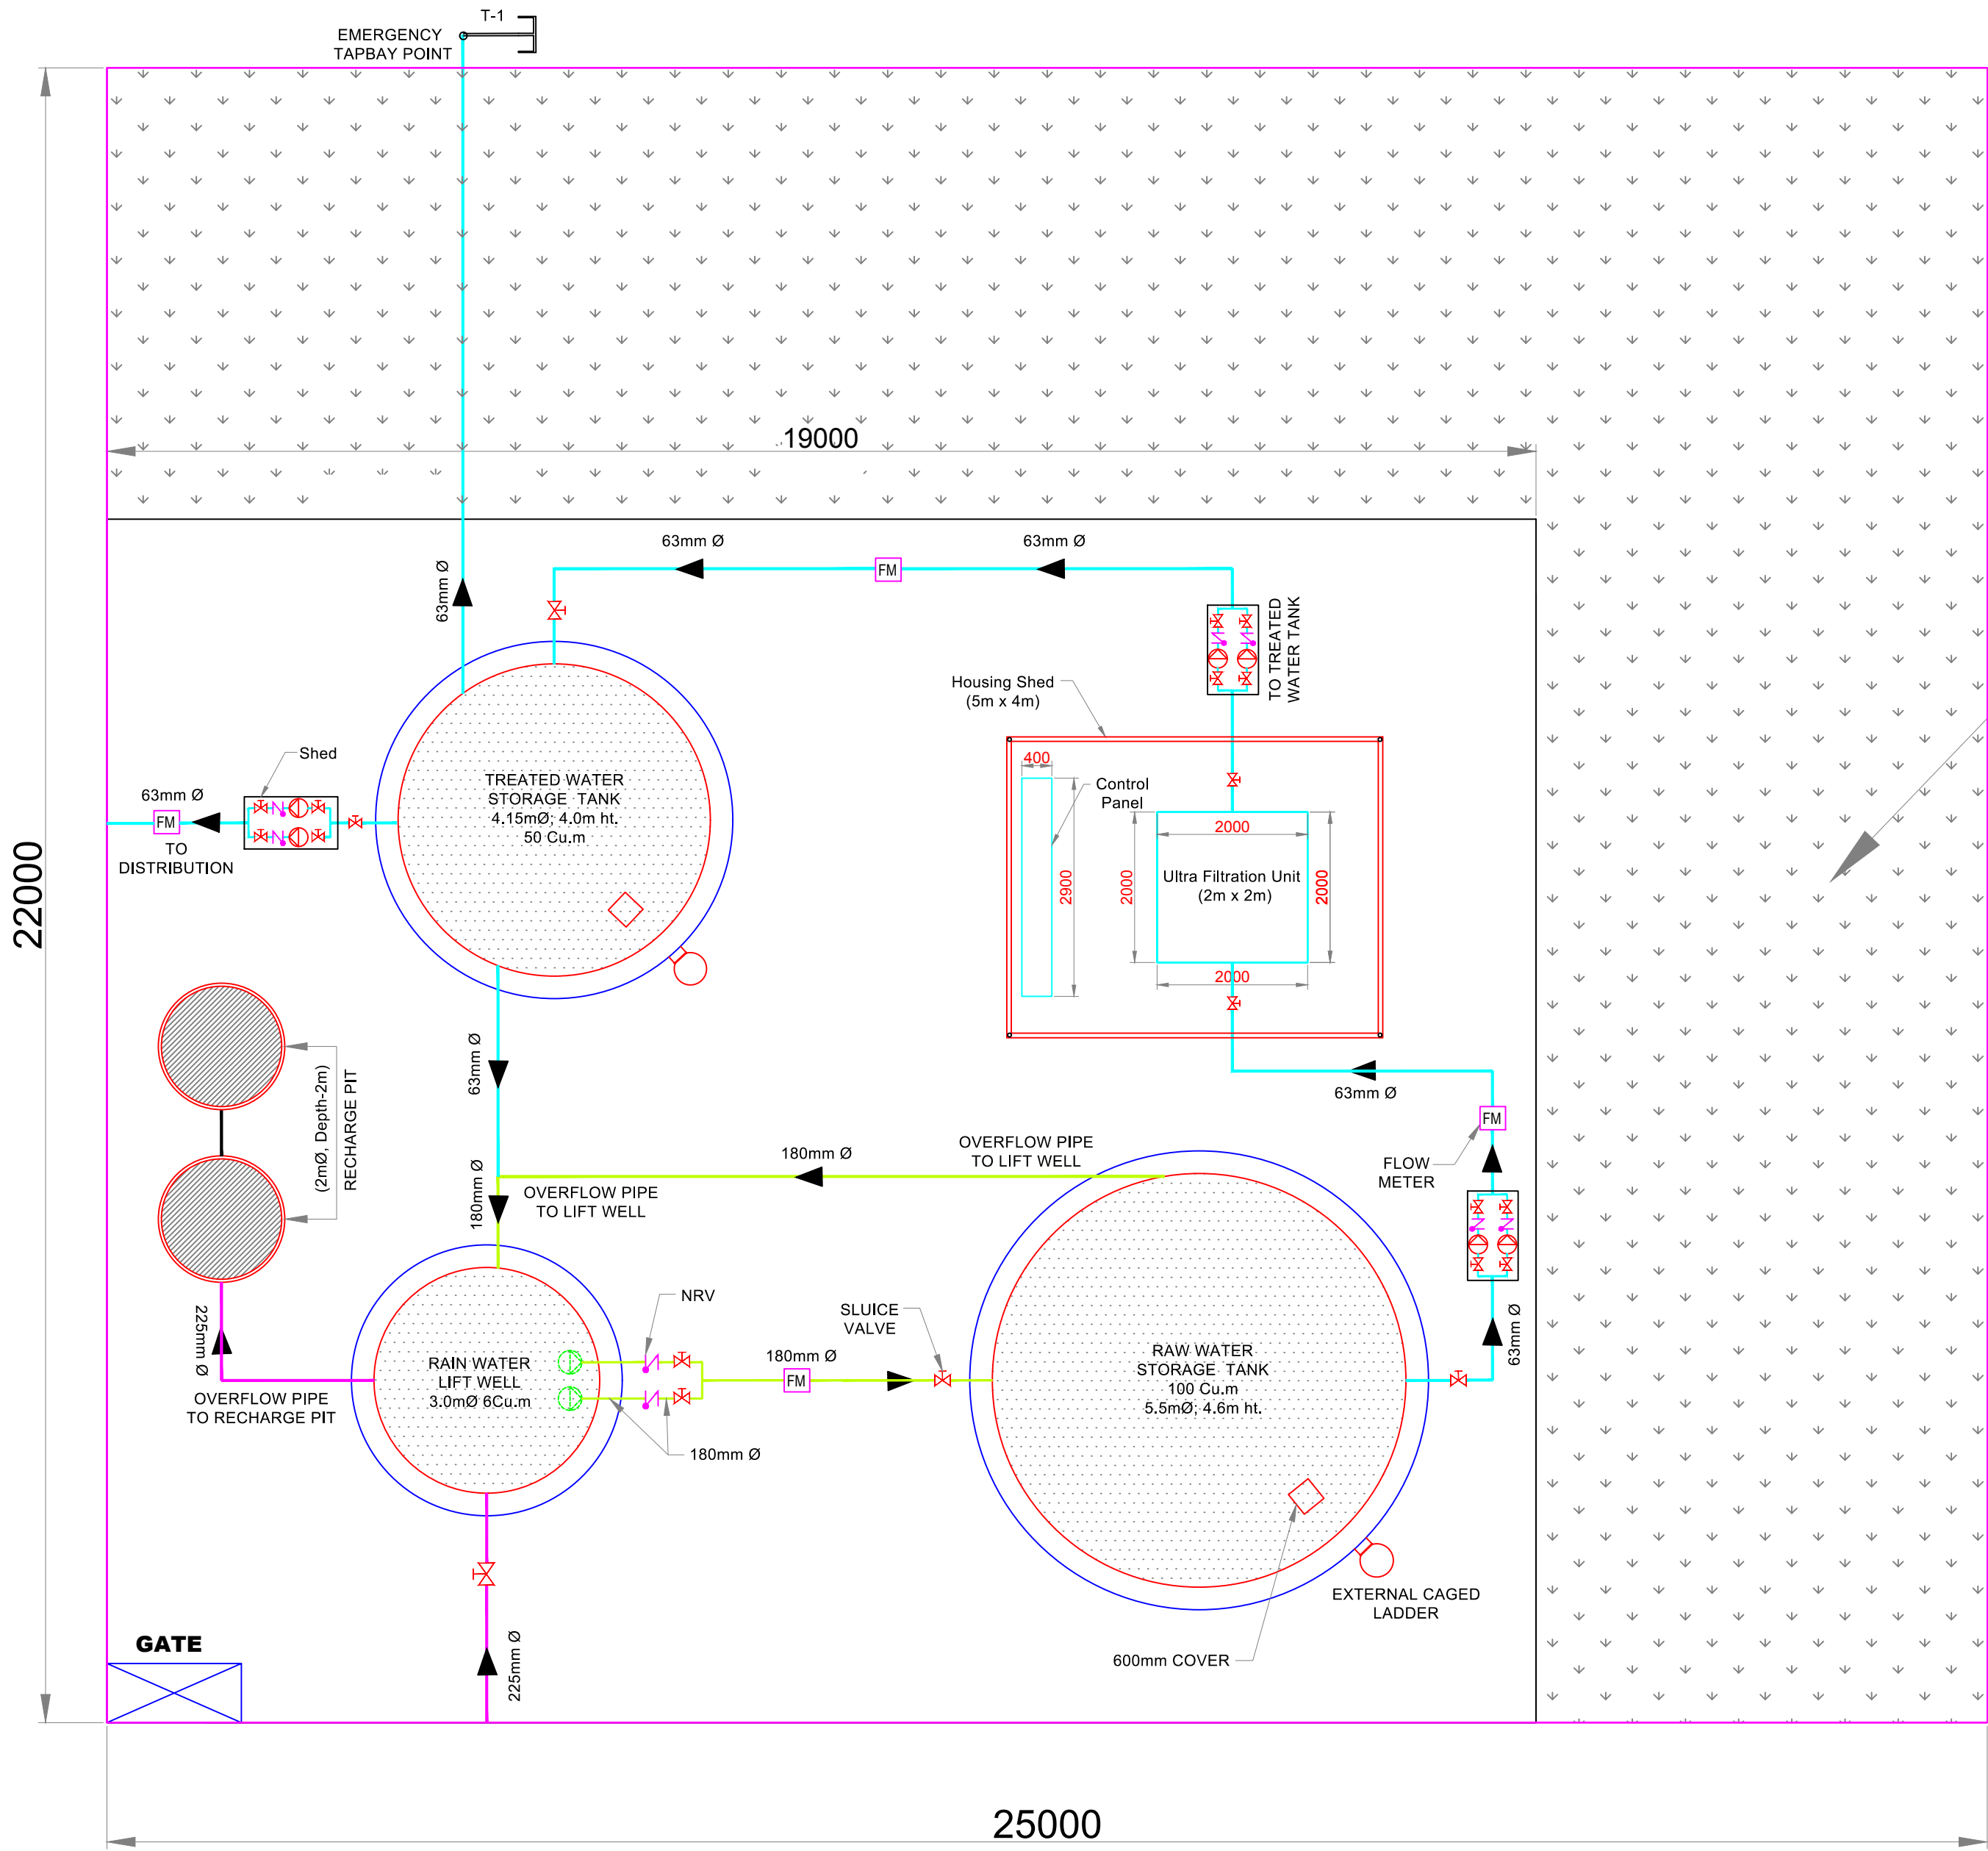 T-1
EMERGENCY
TAPBAY POINT
19000
63mm Ø
63mm Ø
FM
63mm Ø
TO TREATED
WATER TANK
Housing Shed
(5m x 4m)
Shed
400
Control
Panel
TREATED WATER
STORAGE TANK
4.15mØ; 4.0m ht.
50 Cu.m
63mm Ø
FM
TO
DISTRIBUTION
22000
2000
2900
2000
Ultra Filtration Unit
(2m x 2m)
2000
2000
63mm Ø
(2mØ, Depth-2m)
RECHARGE PIT
63mm Ø
FM
FLOW
METER
OVERFLOW PIPE
TO LIFT WELL
180mm Ø
180mm Ø
OVERFLOW PIPE
TO LIFT WELL
225mm Ø
NRV
SLUICE
VALVE
63mm Ø
RAIN WATER
LIFT WELL
3.0mØ 6Cu.m
180mm Ø
FM
RAW WATER
STORAGE TANK
100 Cu.m
5.5mØ; 4.6m ht.
OVERFLOW PIPE
TO RECHARGE PIT
180mm Ø
EXTERNAL CAGED
LADDER
GATE
225mm Ø
600mm COVER
25000